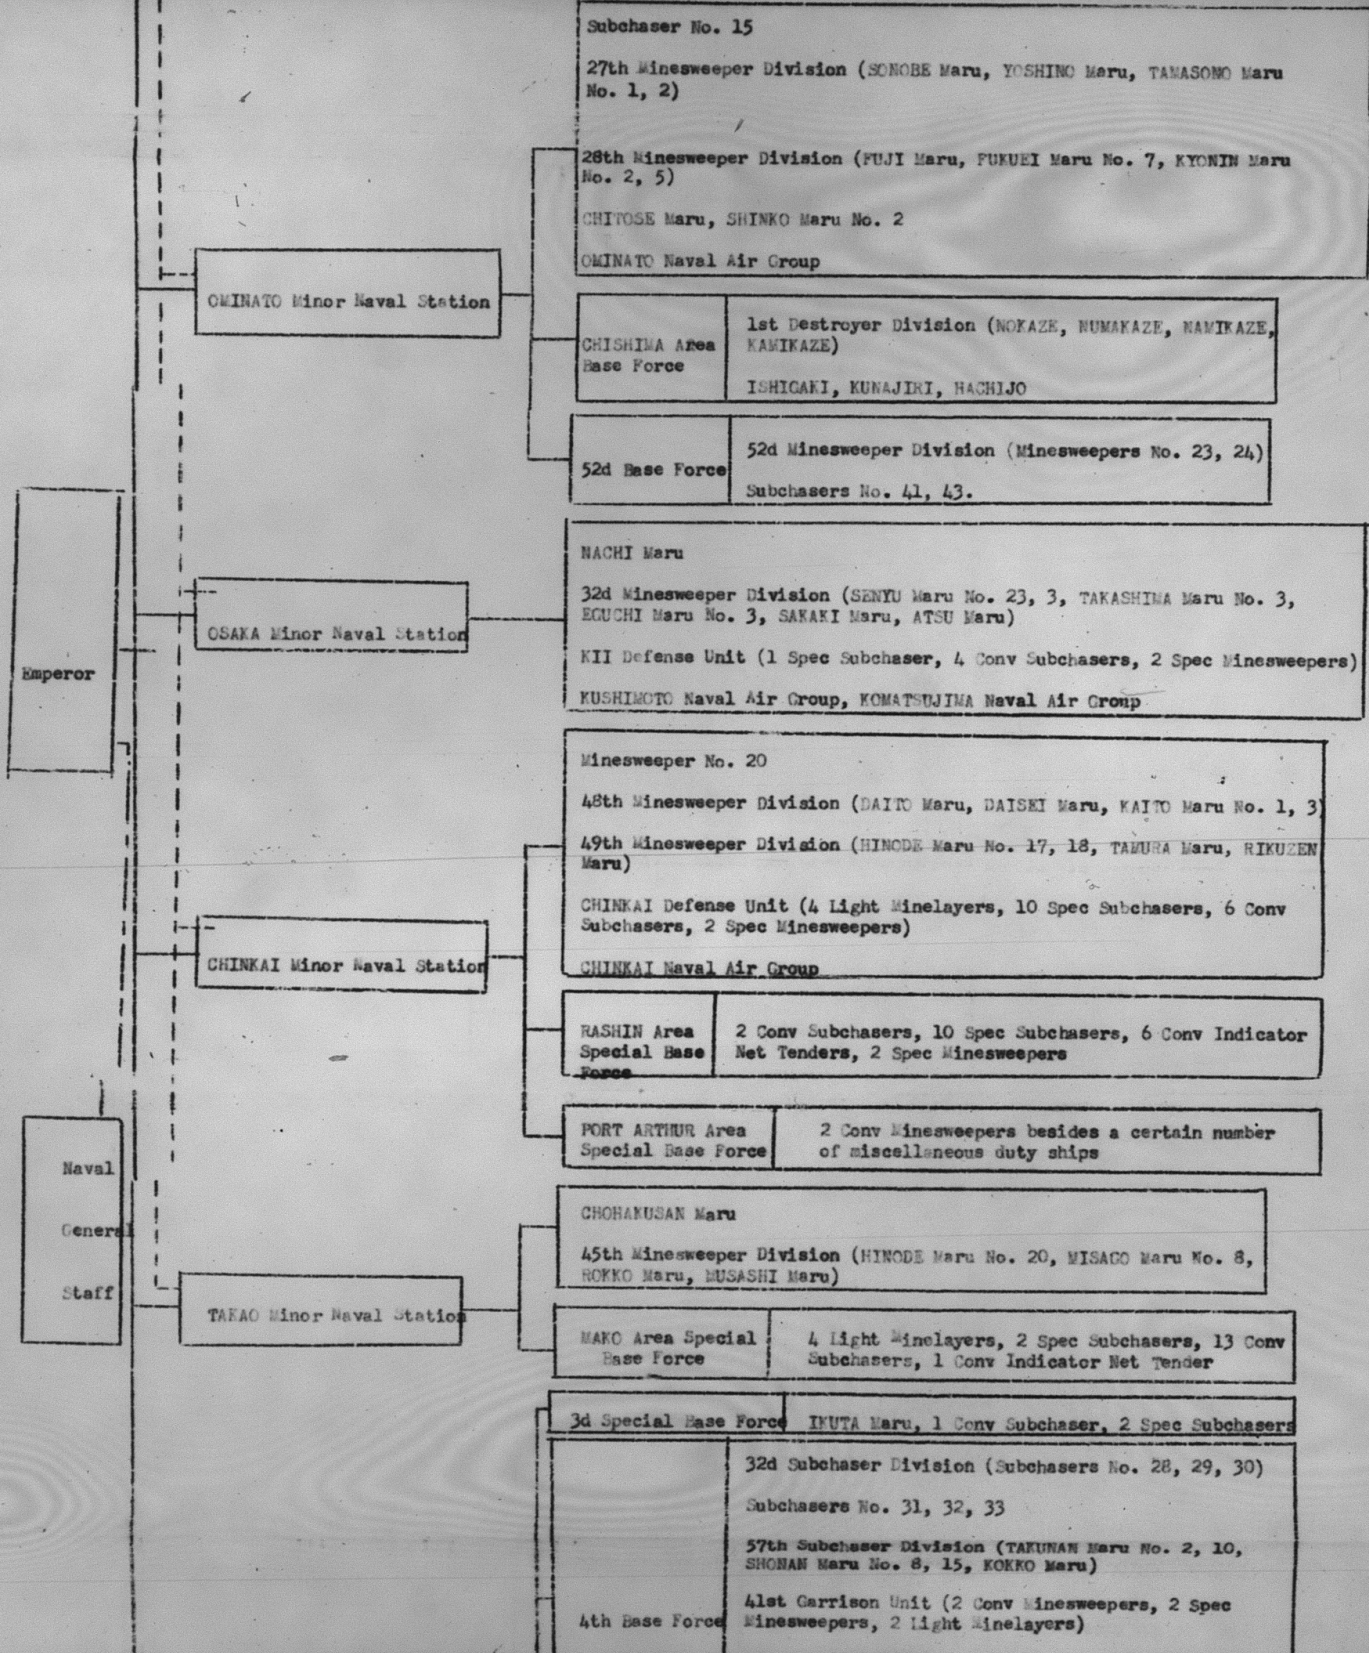 Subchaser No. 15
27th Minesweeper Division (SONOBE Maru, YOSHINO Maru, TAMASONO Maru
No. 1, 2)
28th Minesweeper Division (FUJI Maru, FUKUEI Maru No. 7, KYONIN Maru
No. 2, 5)
CHITOSE Maru, SHINKO Maru No. 2
OMINATO Naval Air Group
OMINATO Minor Naval Station
CHISHIMA Area
Base Force
1st Destroyer Division (NOKAZE, NUMAKAZE, NAMIKAZE,
KAMIKAZE)
ISHIGAKI, KUNAJIRI, HACHIJO
52d Base Force
52d Minesweeper Division (Minesweepers No. 23, 24)
Subchasers No. 41, 43.
Emperor
OSAKA Minor Naval Station
NACHI Maru
32d Minesweeper Division (SENYU Maru No. 23, 3, TAKASHIMA Maru No. 3,
EGUCHI Maru No. 3, SAKAKI Maru, ATSU Maru)
KII Defense Unit (1 Spec Subchaser, 4 Conv Subchasers, 2 Spec Minesweepers)
KUSHIMOTO Naval Air Group, KOMATSUJIMA Naval Air Group
CHINKAI Minor Naval Station
Minesweeper No. 20
48th Minesweeper Division (DAITO Maru, DAISEI Maru, KAITO Maru No. 1, 3)
49th Minesweeper Division (HINODE Maru No. 17, 18, TAMURA Maru, RIKUZEN
Maru)
CHINKAI Defense Unit (4 Light Minelayers, 10 Spec Subchasers, 6 Conv
Subchasers, 2 Spec Minesweepers)
CHINKAI Naval Air Group
RASHIN Area
Special Base
Force
2 Conv Subchasers, 10 Spec Subchasers, 6 Conv Indicator
Net Tenders, 2 Spec Minesweepers
PORT ARTHUR Area
Special Base Force
2 Conv Minesweepers besides a certain number
of miscellaneous duty ships
Naval
General
Staff
TAKAO Minor Naval Station
CHOHAKUSAN Maru
45th Minesweeper Division (HINODE Maru No. 20, MISAGO Maru No. 8,
ROKKO Maru, MUSASHI Maru)
MAKO Area Special
Base Force
4 Light Minelayers, 2 Spec Subchasers, 13 Conv
Subchasers, 1 Conv Indicator Net Tender
3d Special Base Force
IKUTA Maru, 1 Conv Subchaser, 2 Spec Subchasers
4th Base Force
32d Subchaser Division (Subchasers No. 28, 29, 30)
Subchasers No. 31, 32, 33
57th Subchaser Division (TAKUNAN Maru No. 2, 10,
SHONAN Maru No. 8, 15, KOKKO Maru)
41st Garrison Unit (2 Conv Minesweepers, 2 Spec
Minesweepers, 2 Light Minelayers)